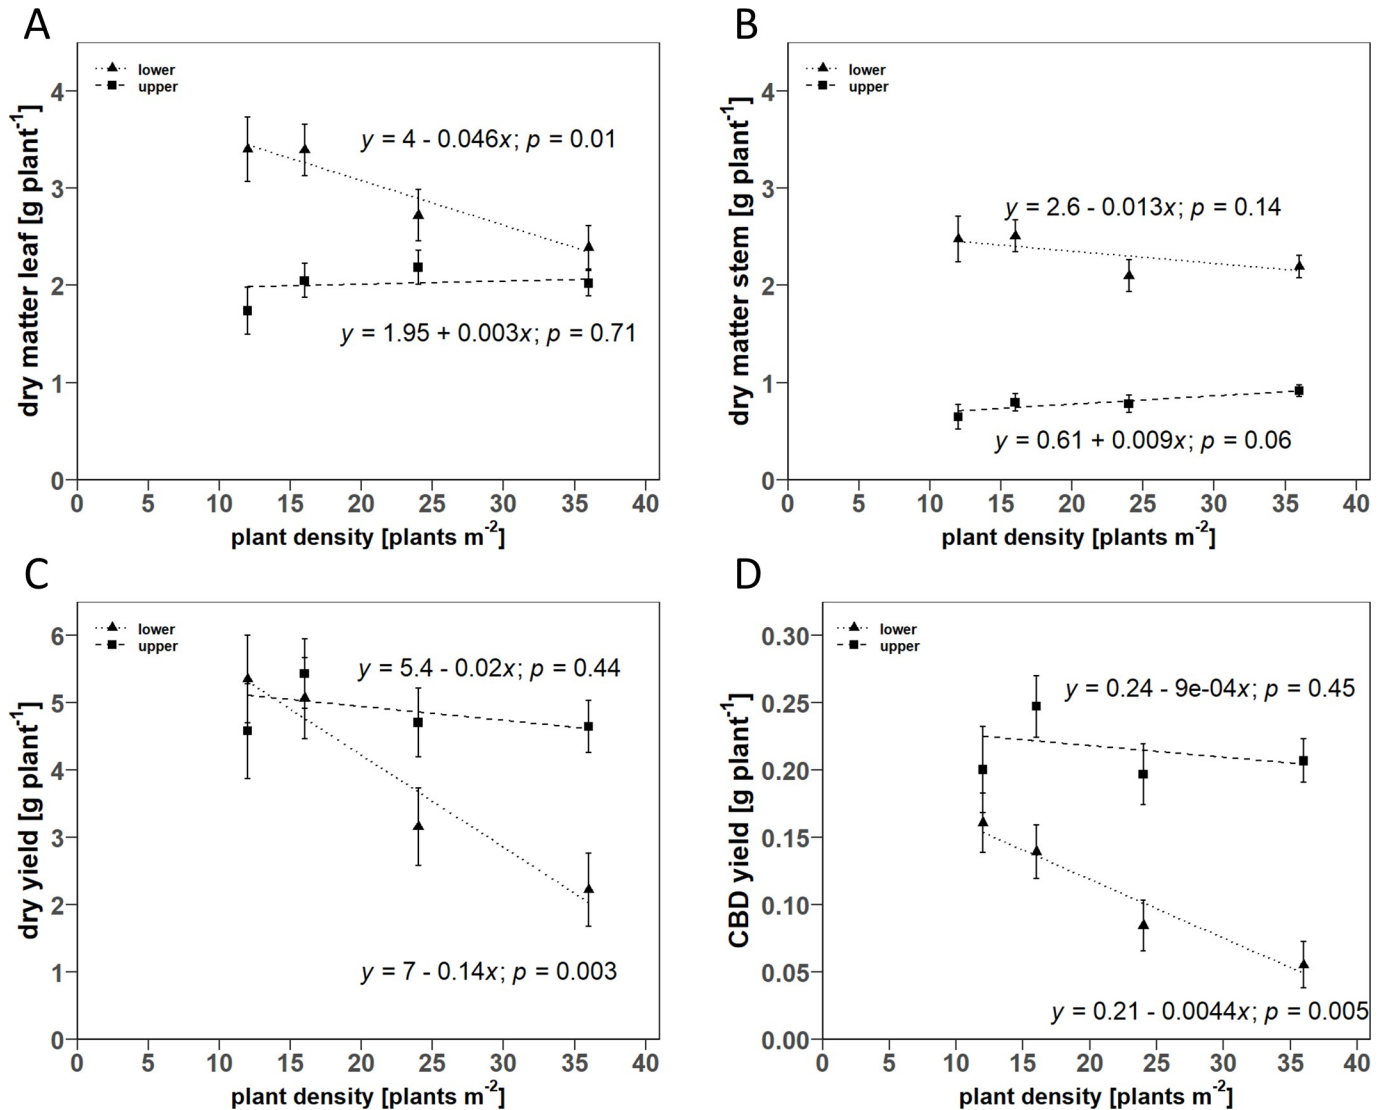 A
lower
upper
y = 4 - 0.046x; p = 0.01
y = 1.95 + 0.003x; p = 0.71
dry matter leaf [g plant⁻¹]
4
3
2
1
0
0 5 10 15 20 25 30 35 40
plant density [plants m⁻²]
B
lower
upper
y = 2.6 - 0.013x; p = 0.14
y = 0.61 + 0.009x; p = 0.06
dry matter stem [g plant⁻¹]
4
3
2
1
0
0 5 10 15 20 25 30 35 40
plant density [plants m⁻²]
C
lower
upper
y = 5.4 - 0.02x; p = 0.44
y = 7 - 0.14x; p = 0.003
dry yield [g plant⁻¹]
6
5
4
3
2
1
0
0 5 10 15 20 25 30 35 40
plant density [plants m⁻²]
D
lower
upper
y = 0.24 - 9e-04x; p = 0.45
y = 0.21 - 0.0044x; p = 0.005
CBD yield [g plant⁻¹]
0.30
0.25
0.20
0.15
0.10
0.05
0.00
0 5 10 15 20 25 30 35 40
plant density [plants m⁻²]